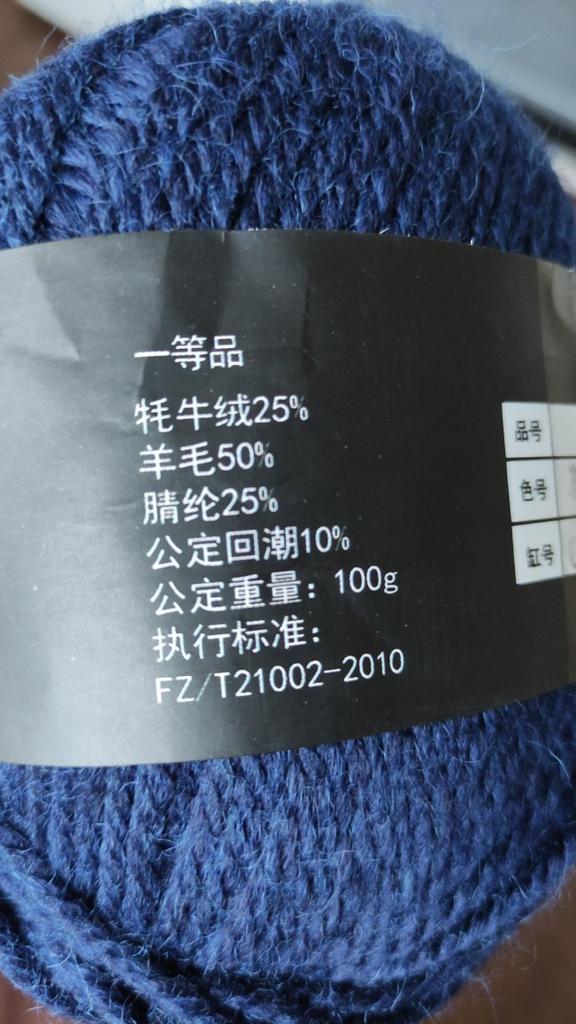 一等品
牦牛绒25%
羊毛50%
腈纶25%
公定回潮10%
公定重量：100g
执行标准：
FZ/T21002-2010
品号
色号
缸号